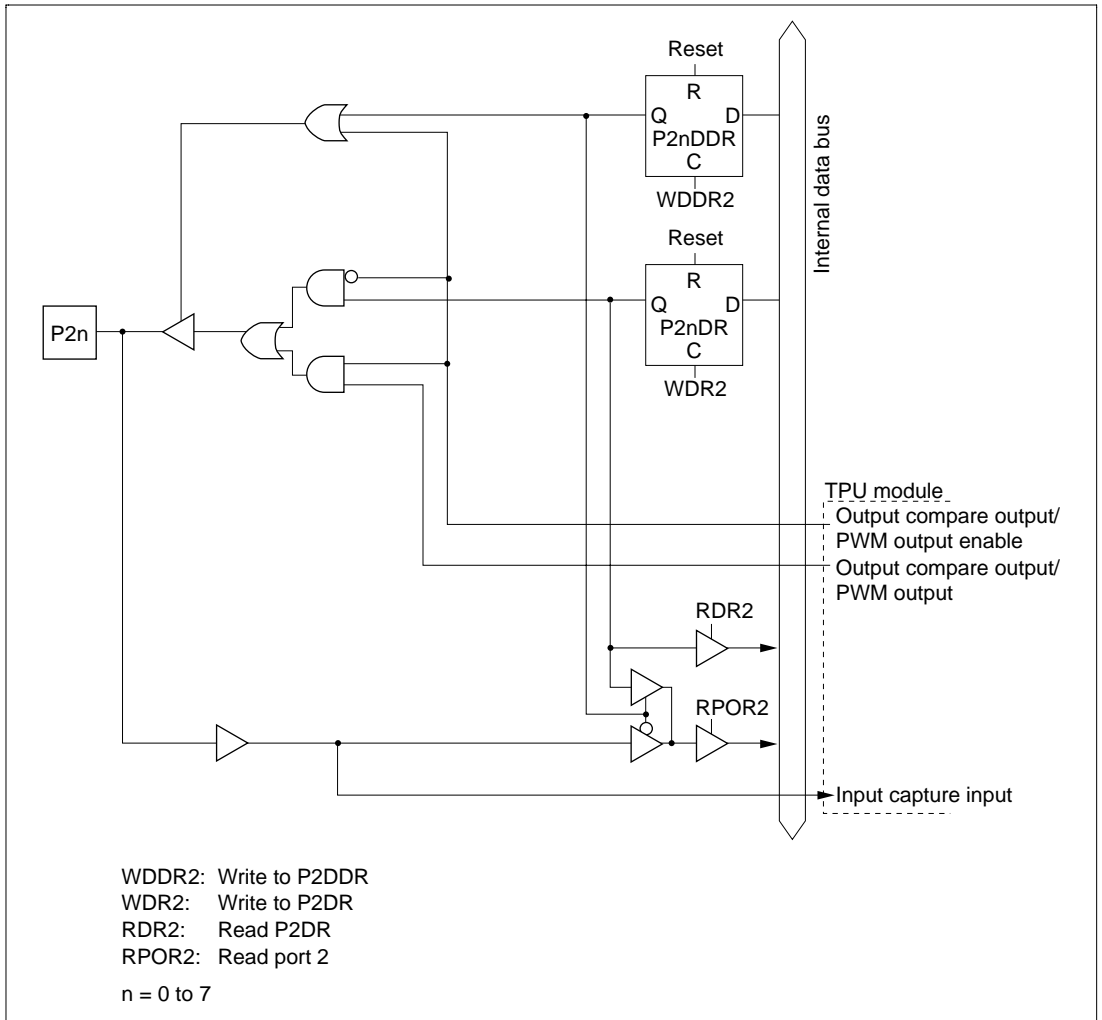 Reset
R
Q D
P2nDDR
C
WDDR2
Internal data bus
Reset
R
Q D
P2nDR
C
WDR2
P2n
TPU module
Output compare output/
PWM output enable
Output compare output/
PWM output
RDR2
RPOR2
Input capture input
WDDR2: Write to P2DDR
WDR2: Write to P2DR
RDR2: Read P2DR
RPOR2: Read port 2
n = 0 to 7